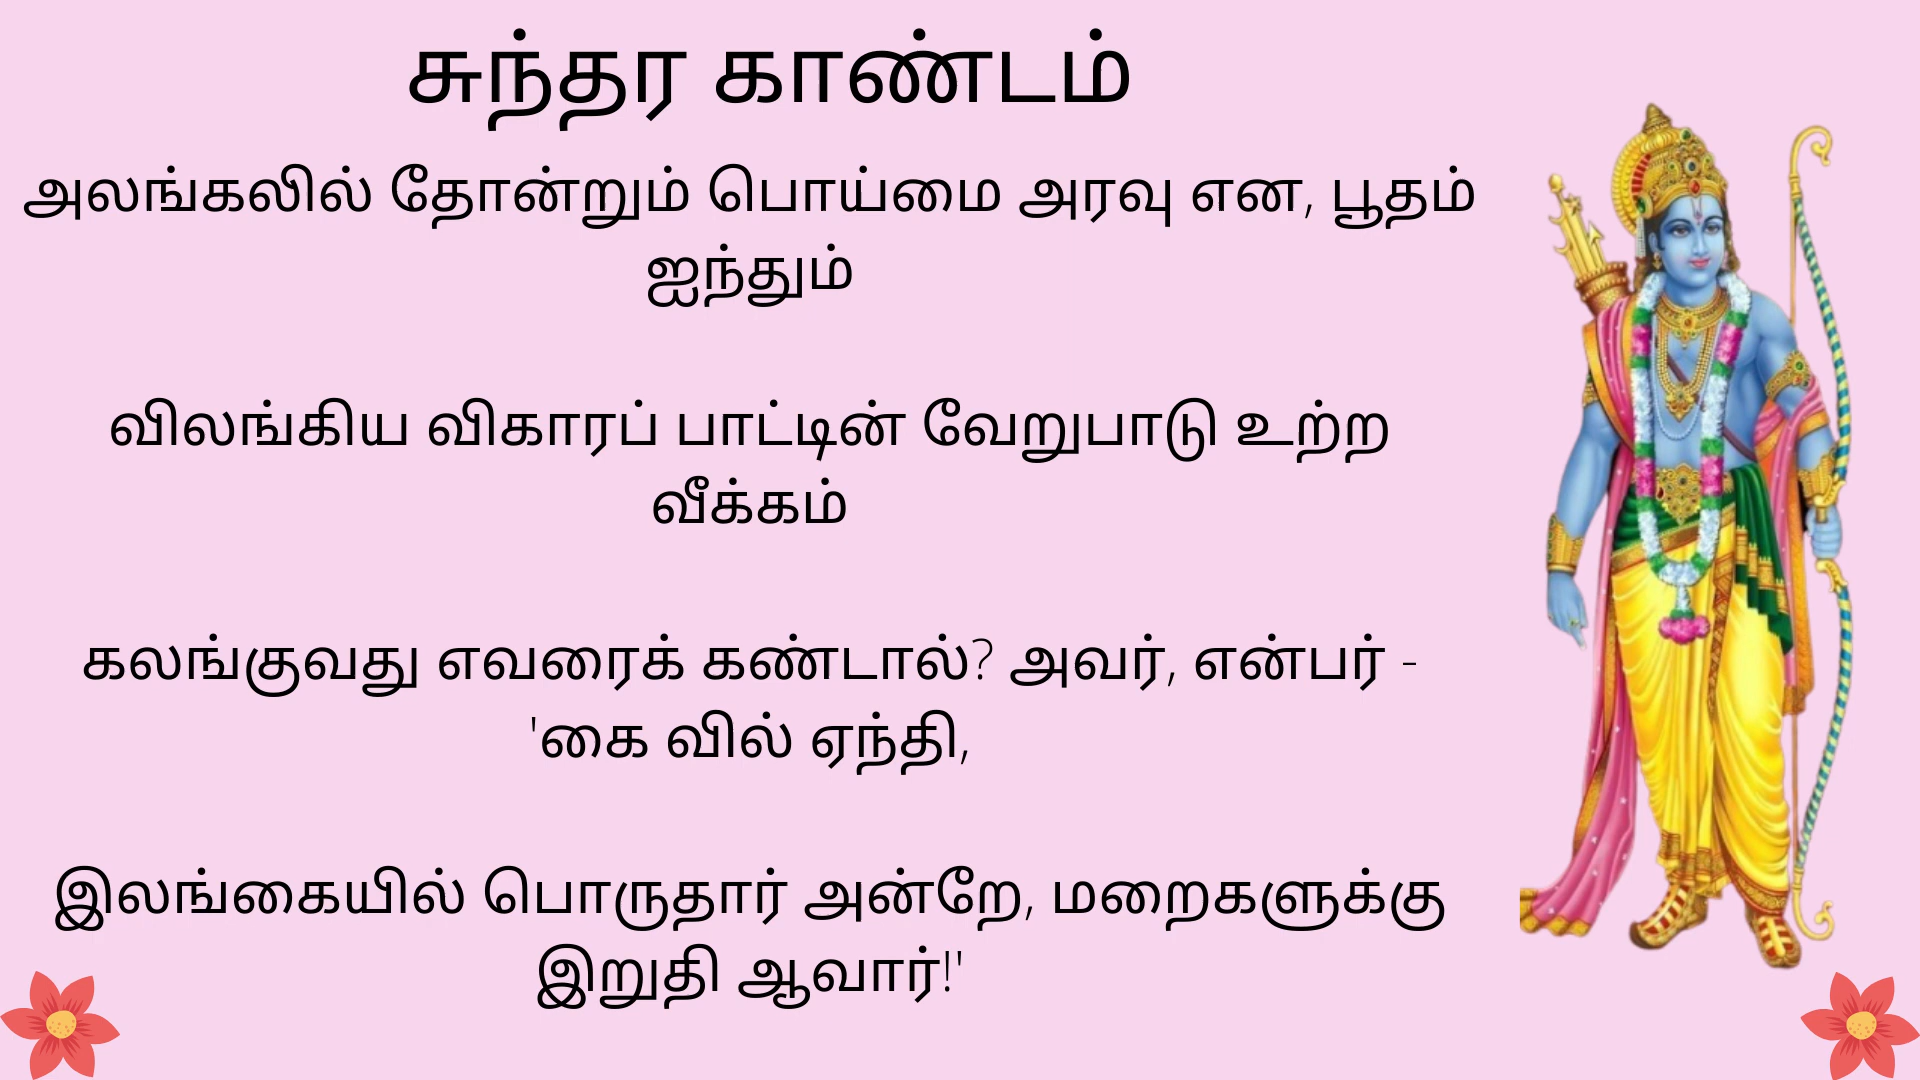 சுந்தர காண்டம்
அலங்கலில் தோன்றும் பொய்மை அரவு என, பூதம்
ஐந்தும்
விலங்கிய விகாரப் பாட்டின் வேறுபாடு உற்ற
வீக்கம்
கலங்குவது எவரைக் கண்டால்? அவர், என்பர் -
'கை வில் ஏந்தி,
இலங்கையில் பொருதார் அன்றே, மறைகளுக்கு
இறுதி ஆவார்!'